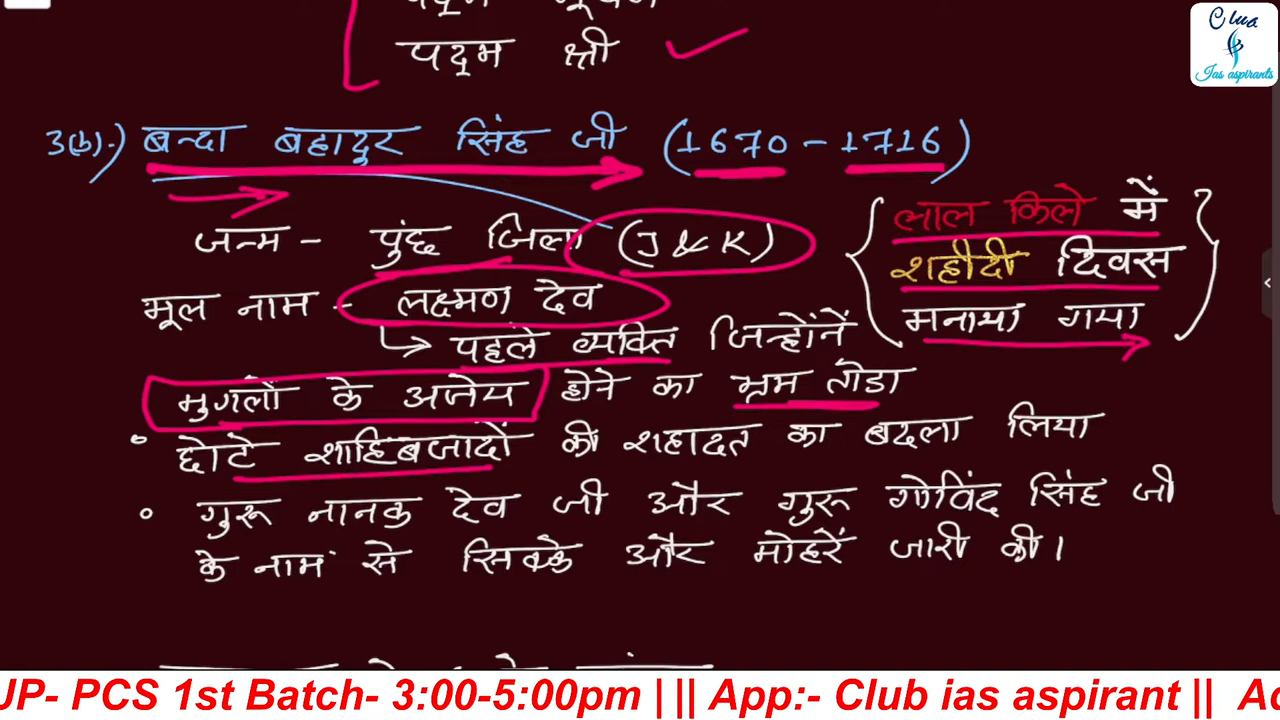 पद्म श्री
Club
Ias aspirants
3(b).) बन्दा बहादुर सिंह जी (1670 - 1716)
जन्म - पुंछ जिला (J & K)
लाल किले में
शहीदी दिवस
मनाया गया
मूल नाम - लक्ष्मण देव
↳ पहले व्यक्ति जिन्होंनें
मुगलों के अजेय होने का भ्रम तोडा
• छोटे शाहिबजादों की शहादत का बदला लिया
• गुरू नानक देव जी और गुरू गोविंद सिंह जी
के नाम से सिक्के और मोहरें जारी की।
JP- PCS 1st Batch- 3:00-5:00pm | || App:- Club ias aspirant || Ad